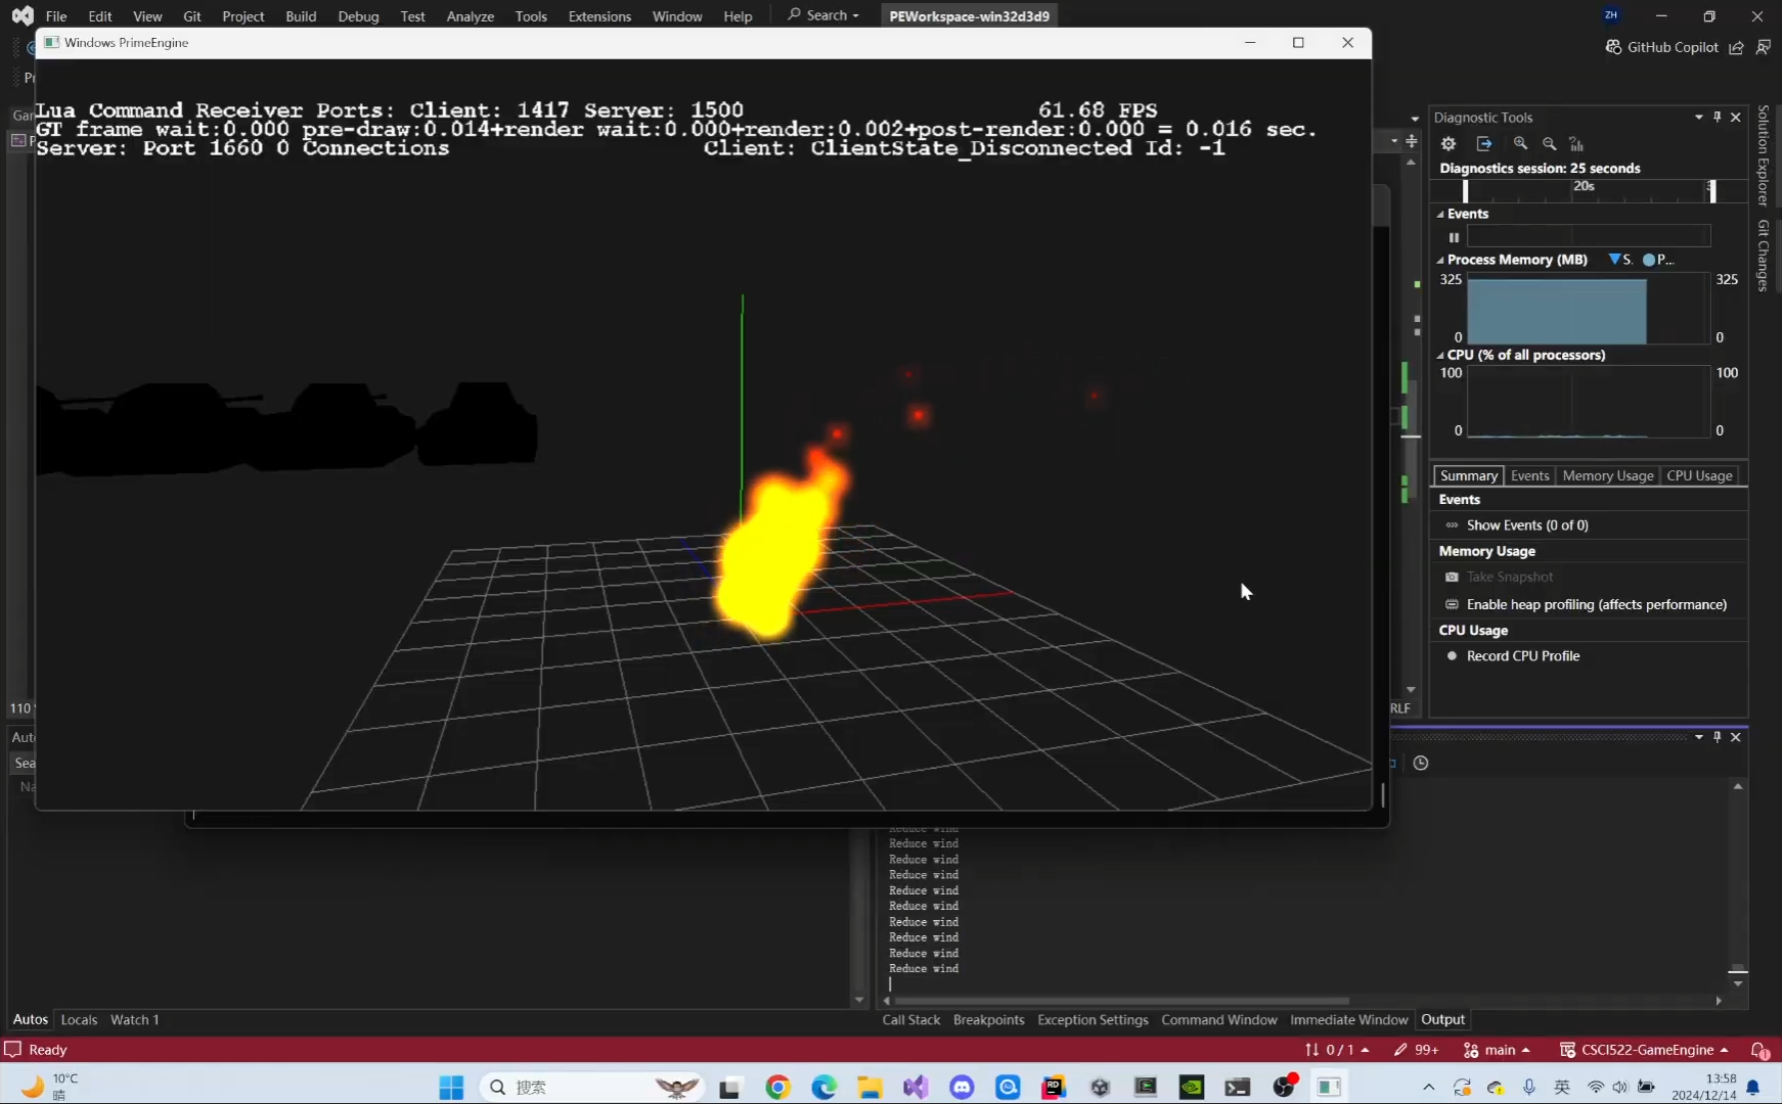 File Edit View Git Project Build Debug Test Analyze Tools Extensions Window Help Search PEWorkspace-win32d3d9 ZH
GitHub Copilot
Windows PrimeEngine
Lua Command Receiver Ports: Client: 1417 Server: 1500 61.68 FPS
GT frame wait:0.000 pre-draw:0.014+render wait:0.000+render:0.002+post-render:0.000 = 0.016 sec.
Server: Port 1660 0 Connections Client: ClientState_Disconnected Id: -1
Diagnostic Tools
Diagnostics session: 25 seconds
20s
Events
Process Memory (MB) S. P...
325 325
0 0
CPU (% of all processors)
100 100
0 0
Summary Events Memory Usage CPU Usage
Events
Show Events (0 of 0)
Memory Usage
Take Snapshot
Enable heap profiling (affects performance)
CPU Usage
Record CPU Profile
Solution Explorer
Git Changes
110
RLF
Reduce wind
Reduce wind
Reduce wind
Reduce wind
Reduce wind
Reduce wind
Reduce wind
Reduce wind
Reduce wind
Reduce wind
Autos Locals Watch 1
Call Stack Breakpoints Exception Settings Command Window Immediate Window Output
Ready
0 / 1 99+ main CSCI522-GameEngine 1
10°C
晴
搜索
英
13:58
2024/12/14